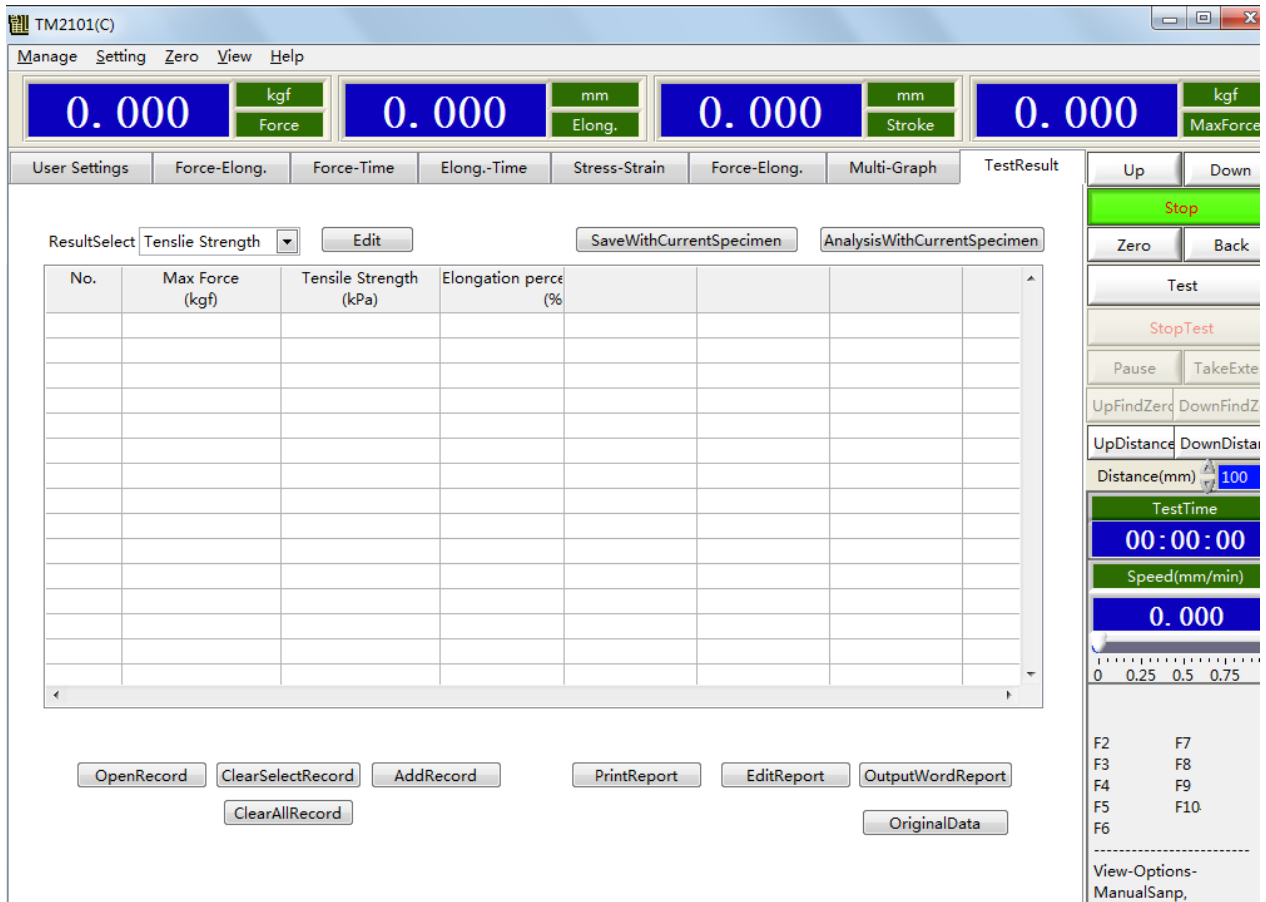 TM2101(C)
Manage Setting Zero View Help
0.000 kgf Force 0.000 mm Elong. 0.000 mm Stroke 0.000 kgf MaxForce
User Settings Force-Elong. Force-Time Elong.-Time Stress-Strain Force-Elong. Multi-Graph TestResult
ResultSelect Tenslie Strength Edit SaveWithCurrentSpecimen AnalysisWithCurrentSpecimen
No. Max Force Tensile Strength Elongation perce
(kgf) (kPa) (%
OpenRecord ClearSelectRecord AddRecord PrintReport EditReport OutputWordReport
ClearAllRecord
OriginalData
Up Down
Stop
Zero Back
Test
StopTest
Pause TakeExte
UpFindZero DownFindZ
UpDistance DownDistar
Distance(mm) 100
TestTime
00:00:00
Speed(mm/min)
0.000
0 0.25 0.5 0.75
F2 F7
F3 F8
F4 F9
F5 F10
F6
-------------------------
View-Options-
ManualSanp,